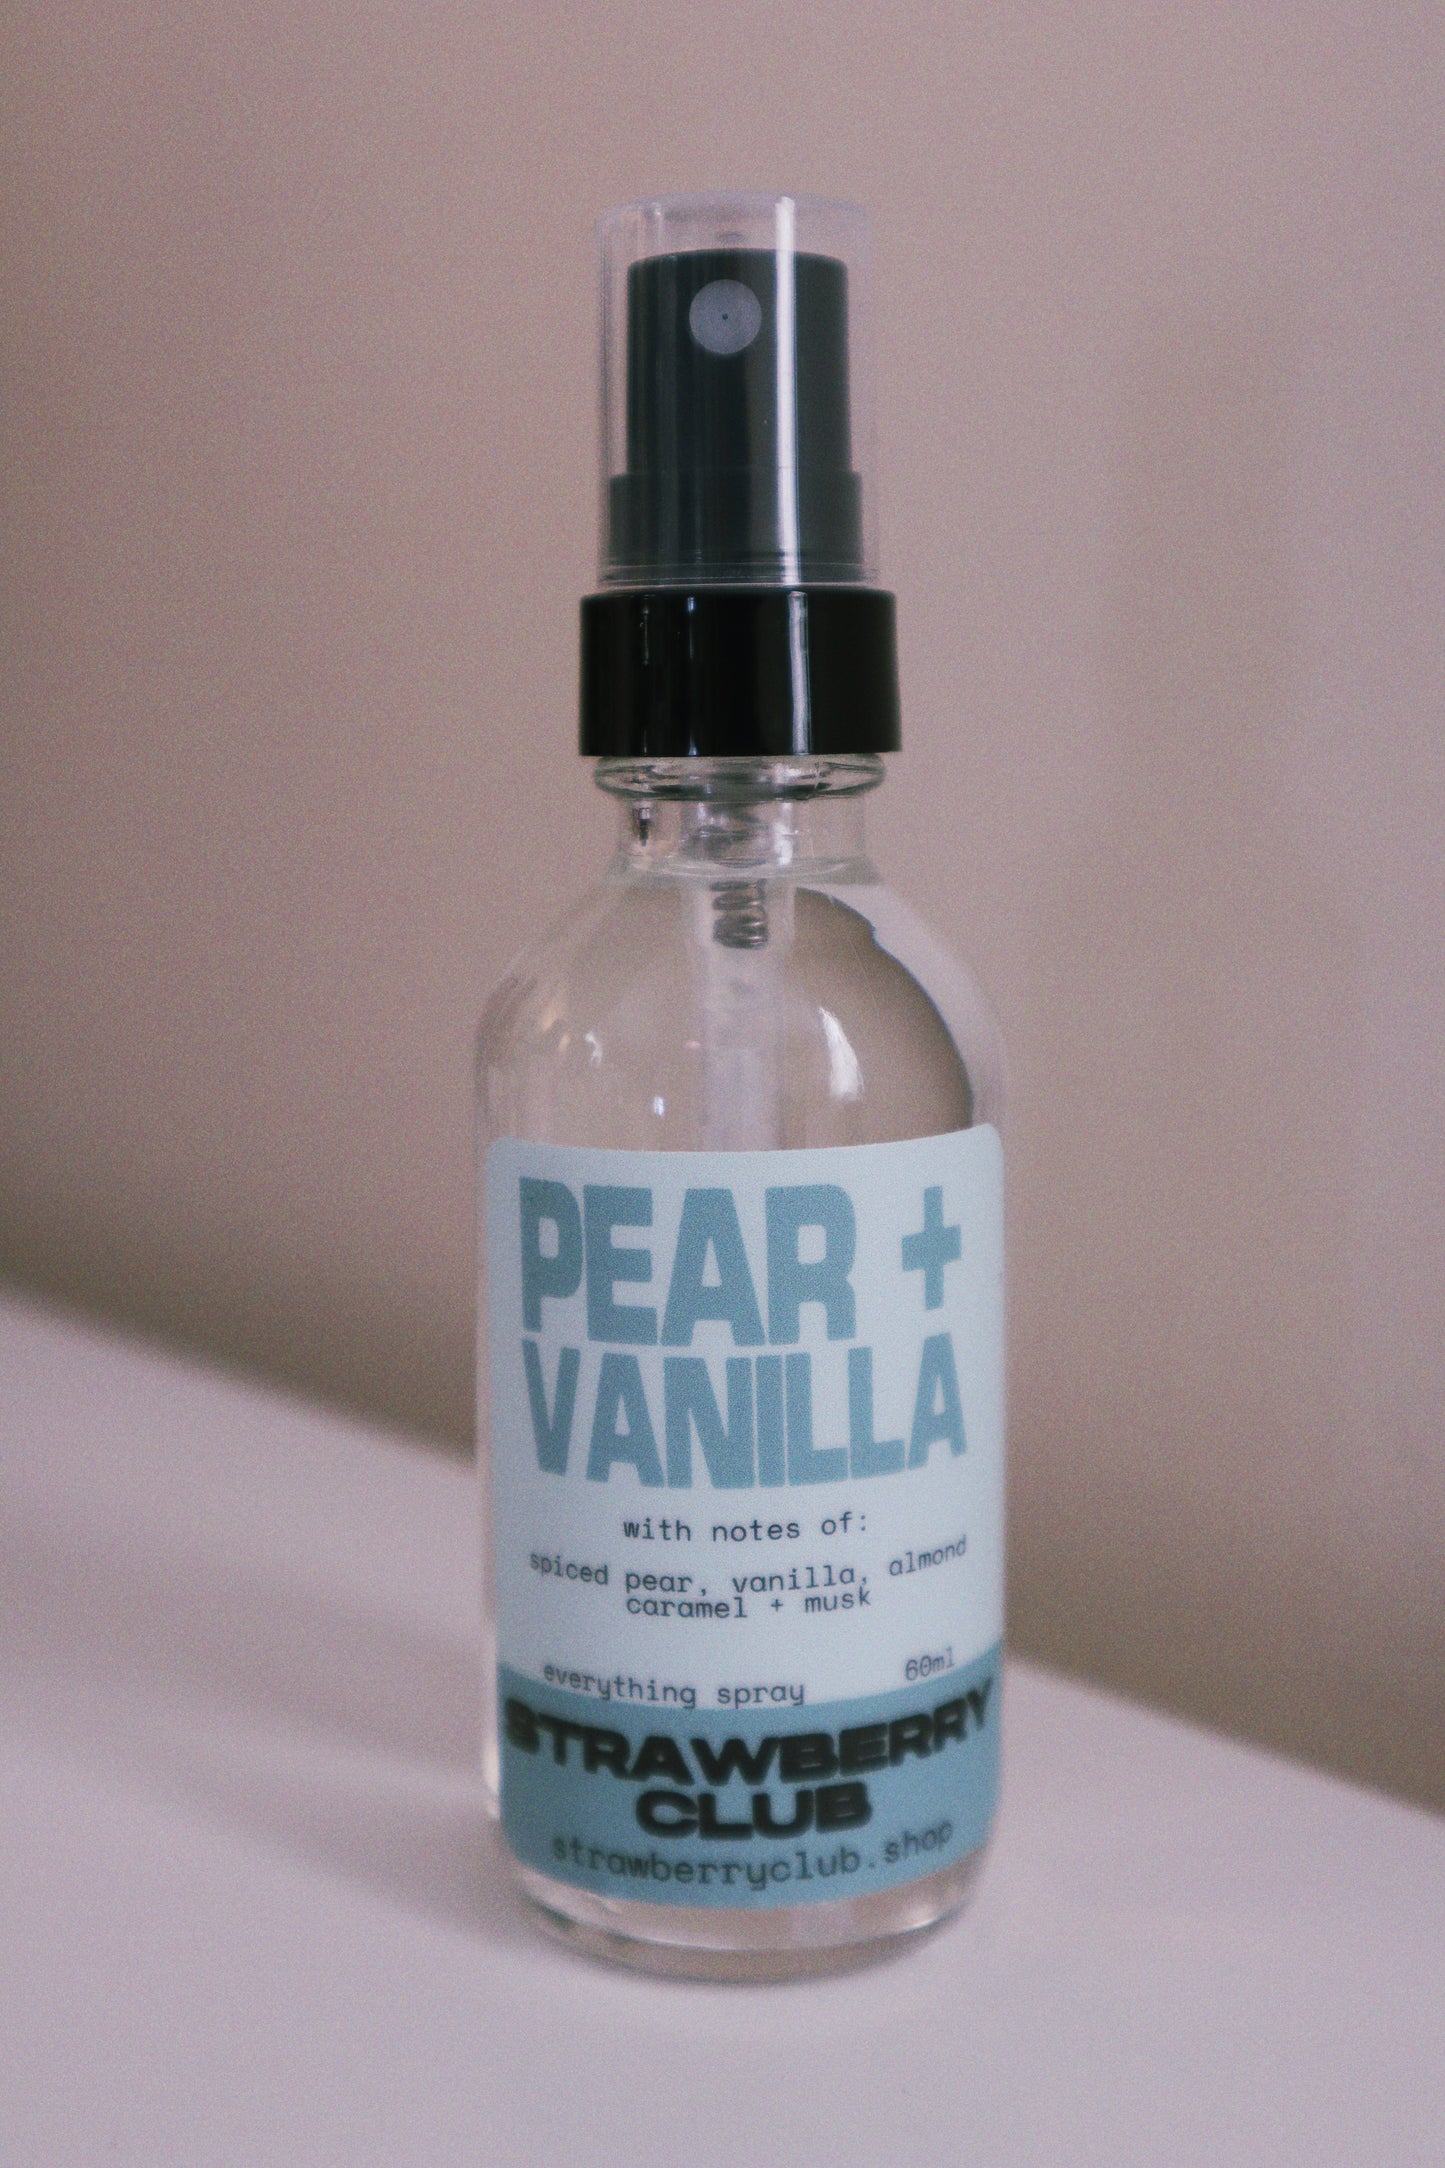 PEAR +
VANILLA
with notes of:
spiced pear, vanilla, almond
caramel + musk
everything spray 60ml
STRAWBERRY
CLUB
strawberryclub.shop